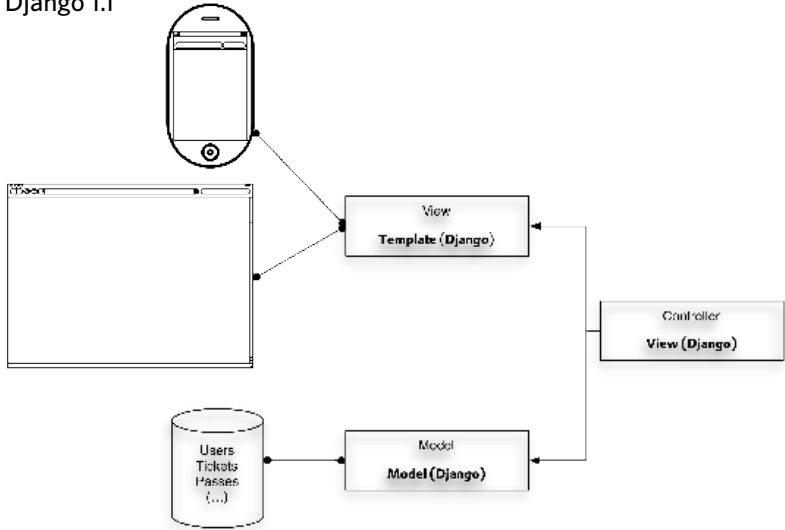 Django 1.1
View
Template (Django)
Controller
View (Django)
Users
Tickets
Passes
(...)
Model
Model (Django)